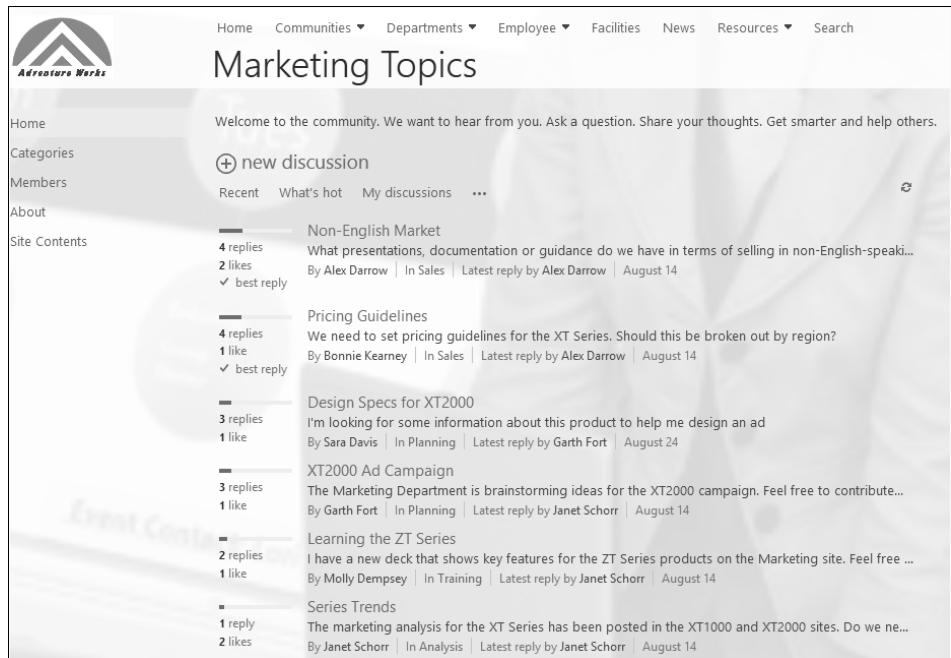 Home Communities Departments Employee Facilities News Resources Search
Adventure Works
Marketing Topics
Home
Categories
Members
About
Site Contents
Welcome to the community. We want to hear from you. Ask a question. Share your thoughts. Get smarter and help others.
new discussion
Recent What's hot My discussions •••
Non-English Market
What presentations, documentation or guidance do we have in terms of selling in non-English-speaki...
By Alex Darrow | In Sales | Latest reply by Alex Darrow | August 14
4 replies
2 likes
✓ best reply
Pricing Guidelines
We need to set pricing guidelines for the XT Series. Should this be broken out by region?
By Bonnie Kearney | In Sales | Latest reply by Alex Darrow | August 14
4 replies
1 like
✓ best reply
Design Specs for XT2000
I'm looking for some information about this product to help me design an ad
By Sara Davis | In Planning | Latest reply by Garth Fort | August 24
3 replies
1 like
XT2000 Ad Campaign
The Marketing Department is brainstorming ideas for the XT2000 campaign. Feel free to contribute...
By Garth Fort | In Planning | Latest reply by Janet Schorr | August 14
3 replies
1 like
Learning the ZT Series
I have a new deck that shows key features for the ZT Series products on the Marketing site. Feel free ...
By Molly Dempsey | In Training | Latest reply by Janet Schorr | August 14
2 replies
1 like
Series Trends
The marketing analysis for the XT Series has been posted in the XT1000 and XT2000 sites. Do we ne...
By Janet Schorr | In Analysis | Latest reply by Janet Schorr | August 14
1 reply
2 likes
Tues
Event